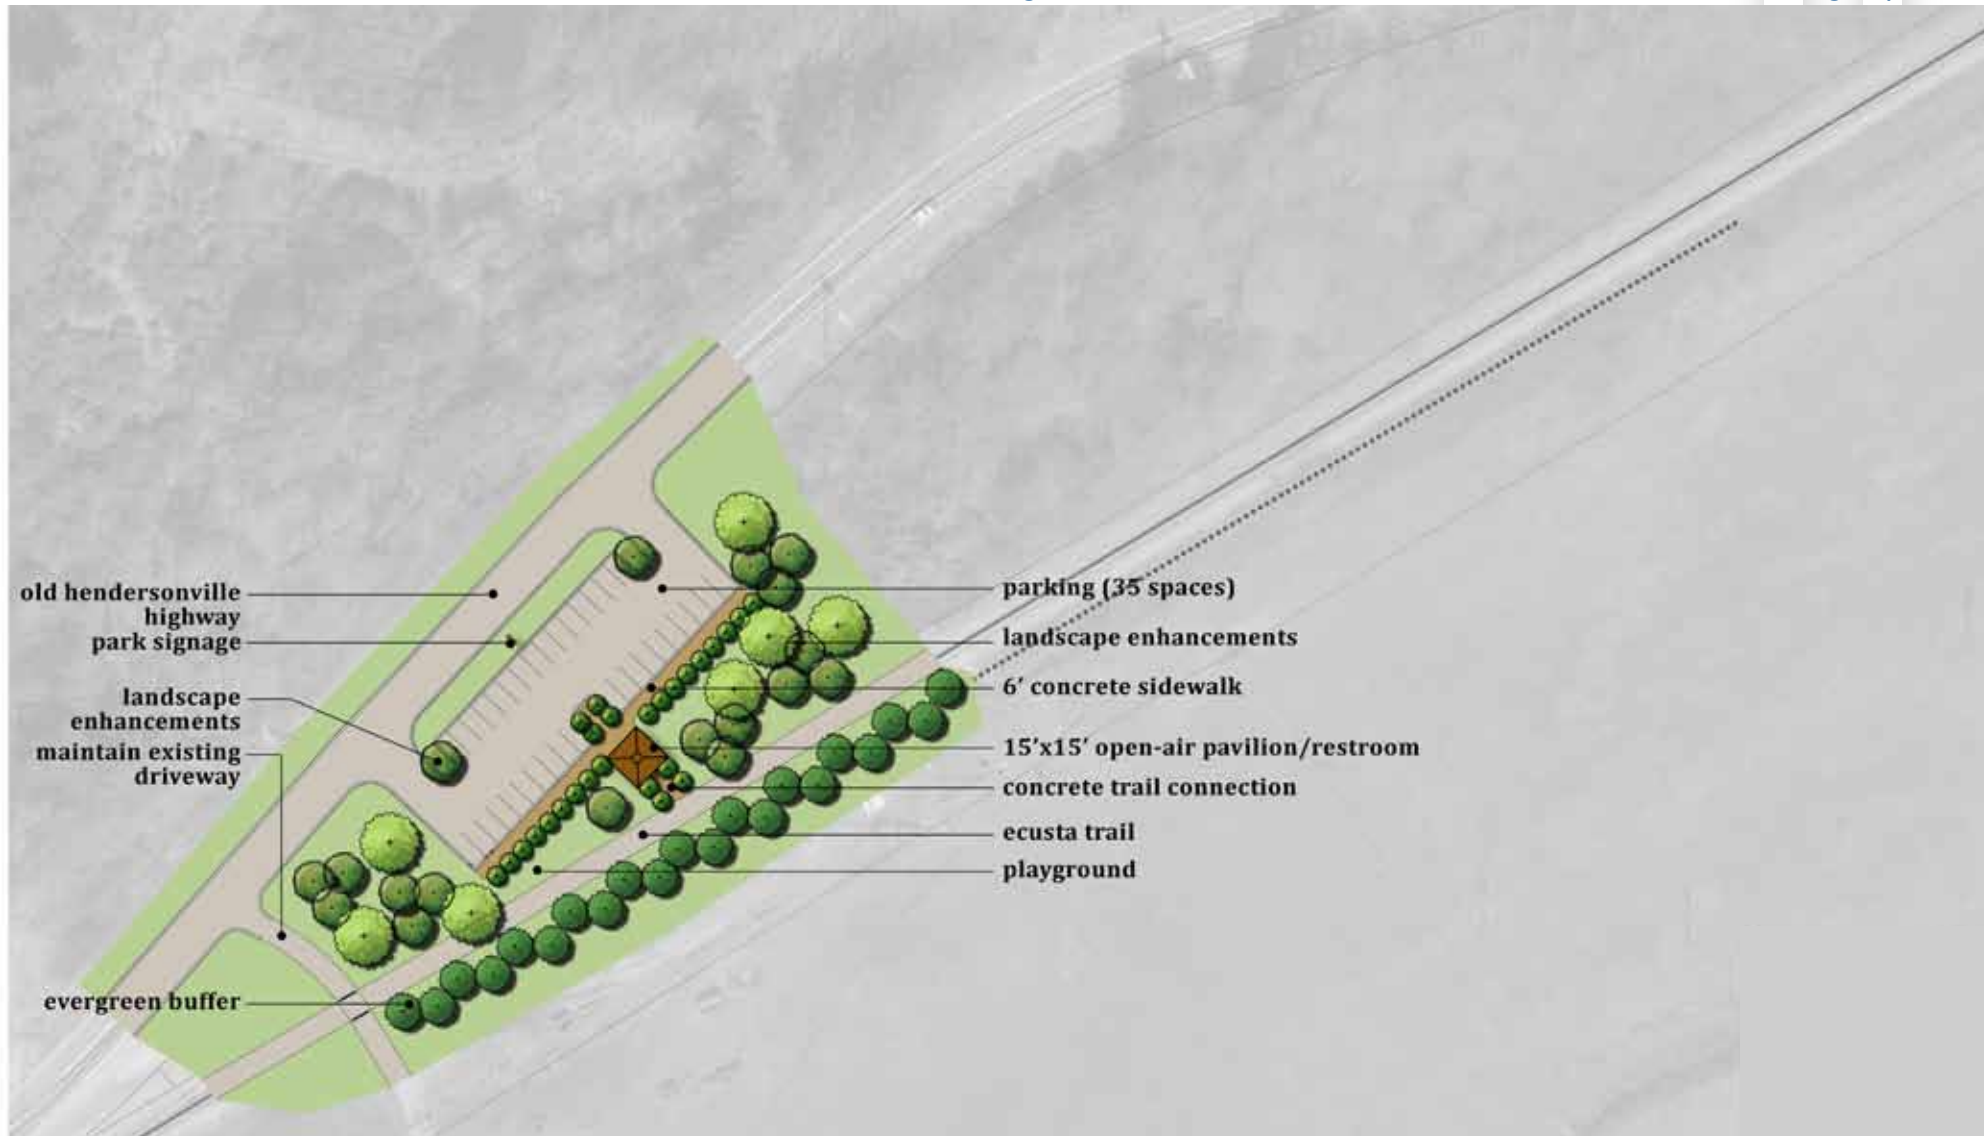 old hendersonville
highway
park signage
landscape
enhancements
maintain existing
driveway
evergreen buffer
parking (35 spaces)
landscape enhancements
6' concrete sidewalk
15'x15' open-air pavilion/restroom
concrete trail connection
ecusta trail
playground